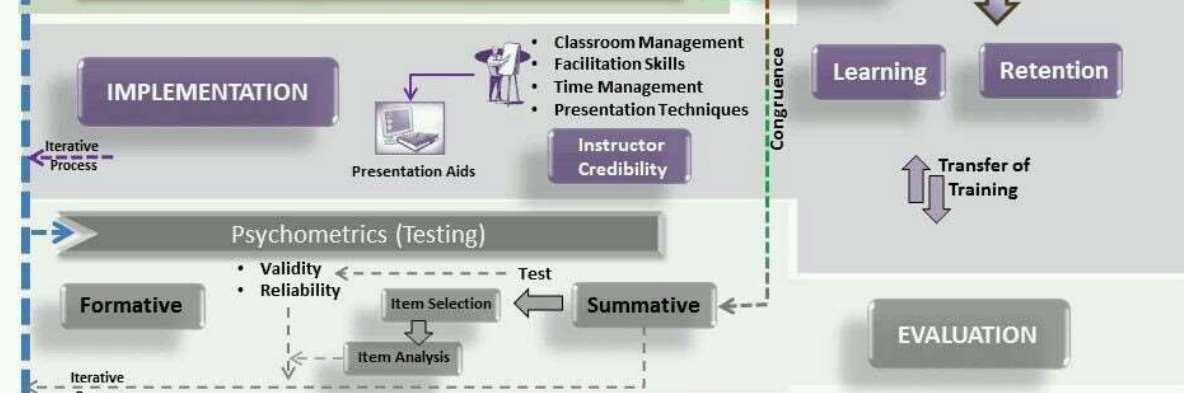 Classroom Management
Facilitation Skills
Time Management
Presentation Techniques
IMPLEMENTATION
Congruence
Learning
Retention
Instructor
Credibility
Presentation Aids
Iterative
Process
Transfer of
Training
Psychometrics (Testing)
Validity
Reliability
Test
Formative
Item Selection
Summative
Item Analysis
EVALUATION
Iterative